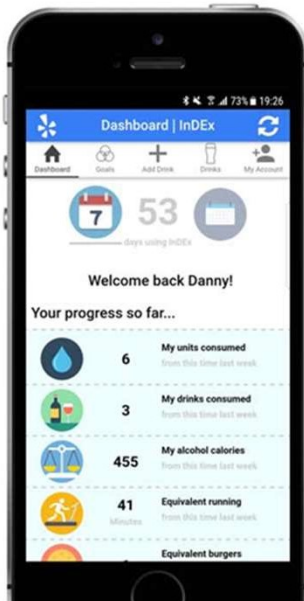 73% 19:26
Dashboard | InDEx
Dashboard
Goals
Add Drink
Drinks
My Account
7
53
days using InDEx
Welcome back Danny!
Your progress so far...
6
My units consumed
from this time last week
3
My drinks consumed
from this time last week
455
My alcohol calories
from this time last week
41
Minutes
Equivalent running
from this time last week
Equivalent burgers